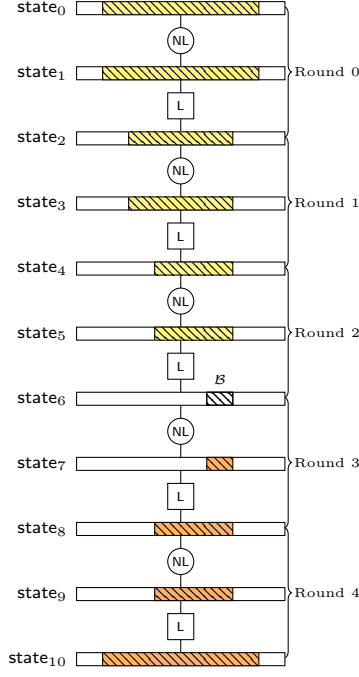 state₀
NL
state₁
Round 0
L
state₂
NL
state₃
Round 1
L
state₄
NL
state₅
Round 2
L
ℬ
state₆
NL
state₇
Round 3
L
state₈
NL
state₉
Round 4
L
state₁₀